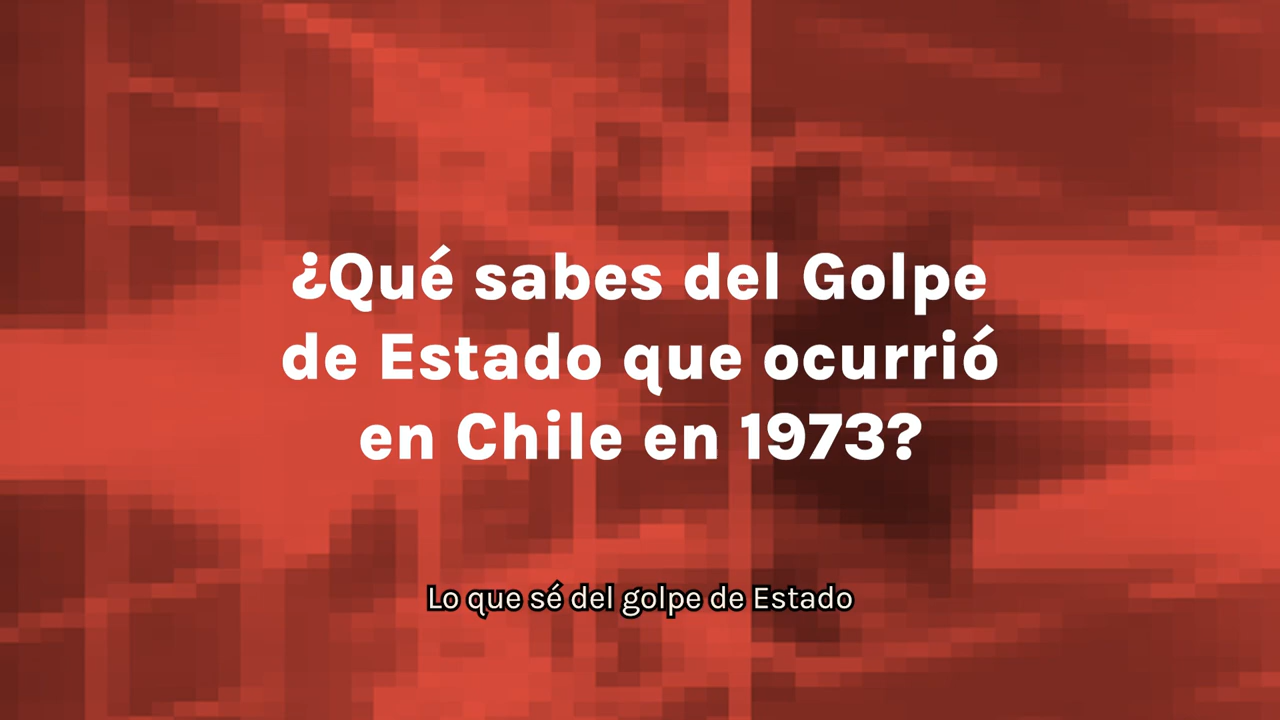 ¿Qué sabes del Golpe
de Estado que ocurrió
en Chile en 1973?
Lo que sé del golpe de Estado